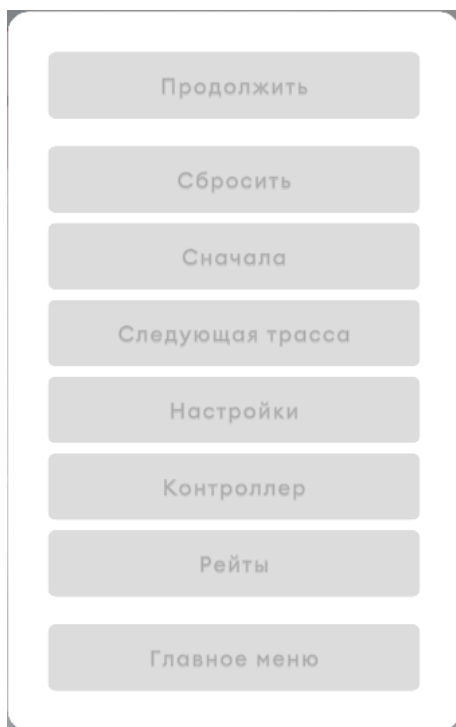 Продолжить
Сбросить
Сначала
Следующая трасса
Настройки
Контроллер
Рейты
Главное меню